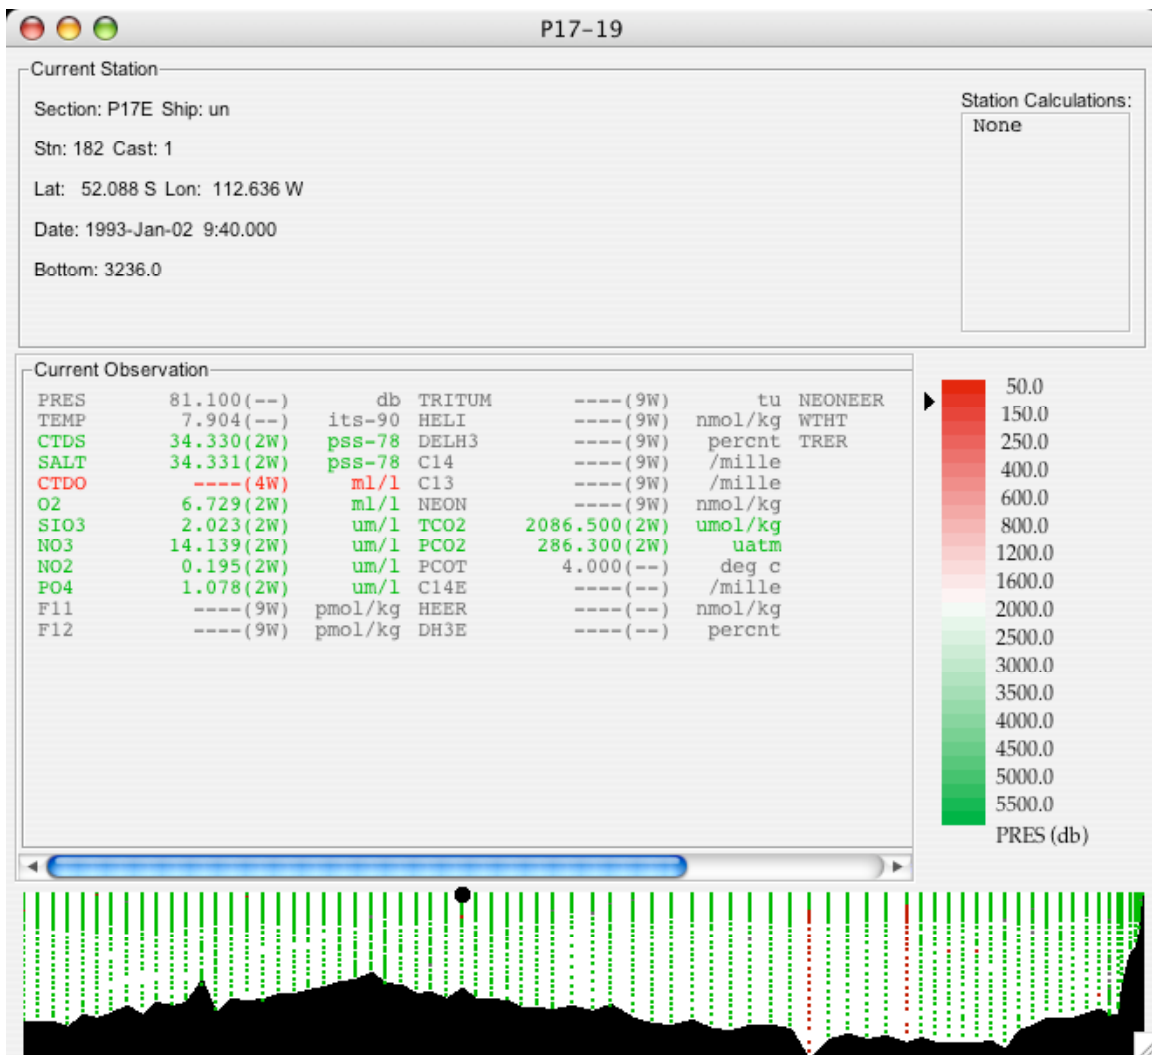 P17-19
Current Station
Section: P17E Ship: un
Stn: 182 Cast: 1
Lat: 52.088 S Lon: 112.636 W
Date: 1993-Jan-02 9:40.000
Bottom: 3236.0
Station Calculations:
None
Current Observation
PRES 81.100(--) db TRITUM ----(9W) tu NEONEER
TEMP 7.904(--) its-90 HELI ----(9W) nmol/kg WTHT
CTDS 34.330(2W) pss-78 DELH3 ----(9W) percnt TRER
SALT 34.331(2W) pss-78 C14 ----(9W) /mille
CTDO ----(4W) ml/l C13 ----(9W) /mille
O2 6.729(2W) ml/l NEON ----(9W) nmol/kg
SIO3 2.023(2W) um/l TCO2 2086.500(2W) umol/kg
NO3 14.139(2W) um/l PCO2 286.300(2W) uatm
NO2 0.195(2W) um/l PCOT 4.000(--) deg c
PO4 1.078(2W) um/l C14E ----(--) /mille
F11 ----(9W) pmol/kg HEER ----(--) nmol/kg
F12 ----(9W) pmol/kg DH3E ----(--) percnt
50.0
150.0
250.0
400.0
600.0
800.0
1200.0
1600.0
2000.0
2500.0
3000.0
3500.0
4000.0
4500.0
5000.0
5500.0
PRES (db)